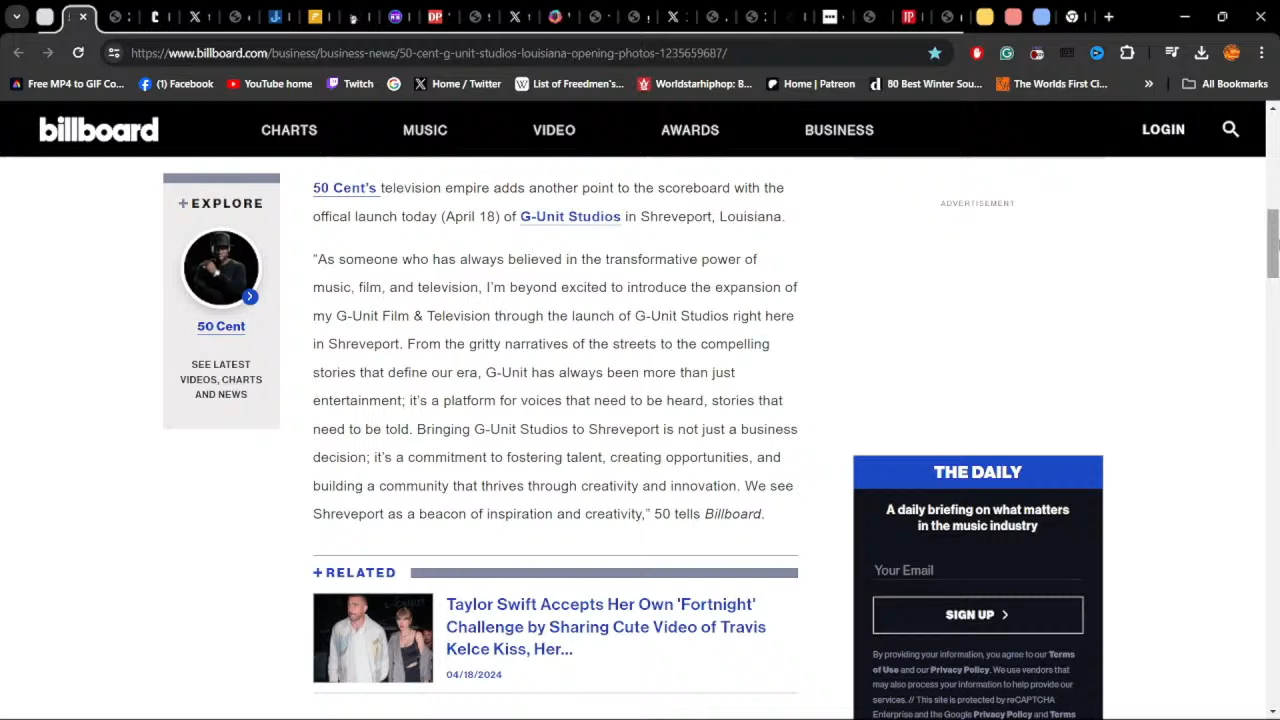 https://www.billboard.com/business/business-news/50-cent-g-unit-studios-louisiana-opening-photos-1235659687/
Free MP4 to GIF Co...
(1) Facebook
YouTube
Home / Twitter
80 Best Winter Sou...
The Worlds First C...
All Bookmarks
Home | Patreon
billboard
CHARTS
MUSIC
VIDEO
AWARDS
BUSINESS
LOGIN
+EXPLORE
50 Cent
SEE LATEST
VIDEOS, CHARTS
AND NEWS
50 Cent's television empire adds another point to the scoreboard with the
official launch today (April 18) of G-Unit Studios in Shreveport, Louisiana.
“As someone who has always believed in the transformative power of
music, film, and television, I’m beyond excited to introduce the expansion of
my G-Unit Film & Television through the launch of G-Unit Studios right here
in Shreveport. From the gritty narratives of the streets to the compelling
stories that define our era, G-Unit has always been more than just
entertainment; it’s a platform for voices that need to be heard, stories that
need to be told. Bringing G-Unit Studios to Shreveport is not just a business
decision; it’s a commitment to fostering talent, creating opportunities, and
building a community that thrives through creativity and innovation. We see
Shreveport as a beacon of inspiration and creativity,” 50 tells Billboard.
+RELATED
Taylor Swift Accepts Her Own 'Fortnight'
Challenge by Sharing Cute Video of Travis
Kelce Kiss, Her...
04/18/2024
ADVERTISEMENT
THE DAILY
A daily briefing on what matters
in the music industry
Your Email
SIGN UP >
By providing your information, you agree to our Terms
of Use and our Privacy Policy. We use vendors that
may also process your information to help provide our
services. // This site is protected by reCAPTCHA
Enterprise and the Google Privacy Policy and Terms